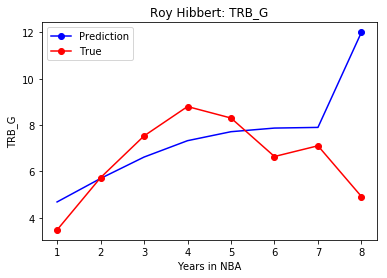 Roy Hibbert: TRB_G
Prediction
True
12
10
8
6
4
TRB_G
1 2 3 4 5 6 7 8
Years in NBA